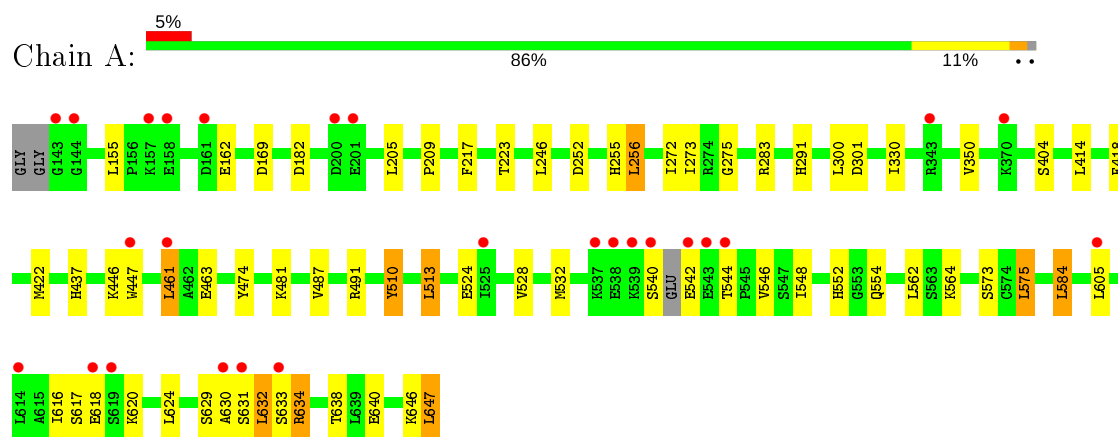 5%
Chain A:
86%
11%
• •
GLY GLY G143 G144 L155 P156 K157 E158 D161 E162 D169 D182 D200 E201 L205 P209 F217 T223 L246 D252 H255 L256 I272 I273 R274 G275 R283 H291 L300 D301 I330 R343 V350 K370 S404 L414
M422 H437 K446 W447 L461 A462 E463 Y474 K481 V487 R491 Y510 L513 E524 I525 V528 M532 K537 E538 K539 S540 GLU E542 E543 T544 P545 V546 S547 I548 H552 G553 Q554 L562 S563 K564 S573 C574 L575 L584 L605
L614 A615 I616 S617 E618 S619 K620 L624 S629 A630 S631 L632 S633 R634 T638 L639 E640 K646 L647